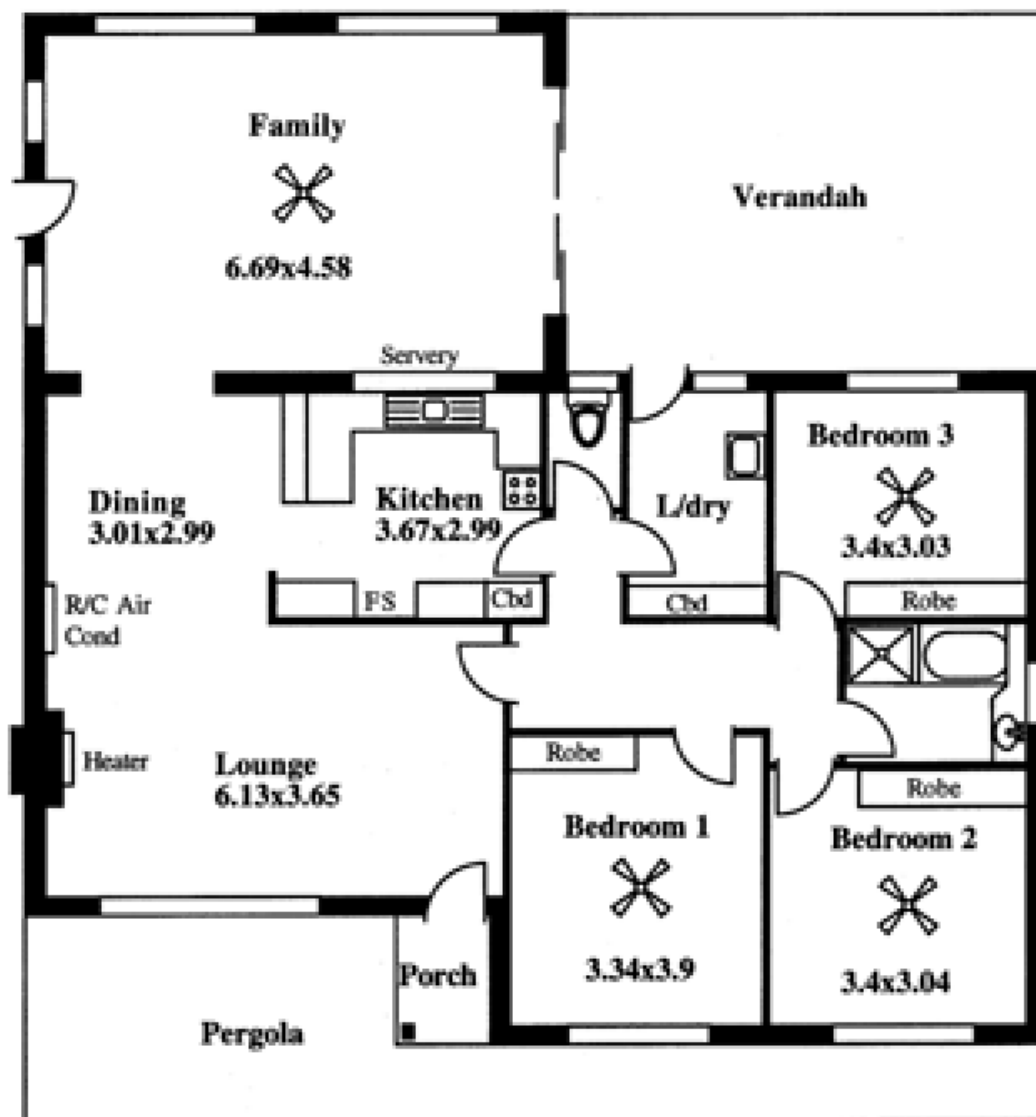 Family
6.69x4.58
Verandah
Servery
Dining
3.01x2.99
Kitchen
3.67x2.99
L/dry
Bedroom 3
3.4x3.03
R/C Air
Cond
FS
Cbd
Cbd
Robe
Heater
Lounge
6.13x3.65
Robe
Bedroom 1
3.34x3.9
Robe
Bedroom 2
3.4x3.04
Porch
Pergola